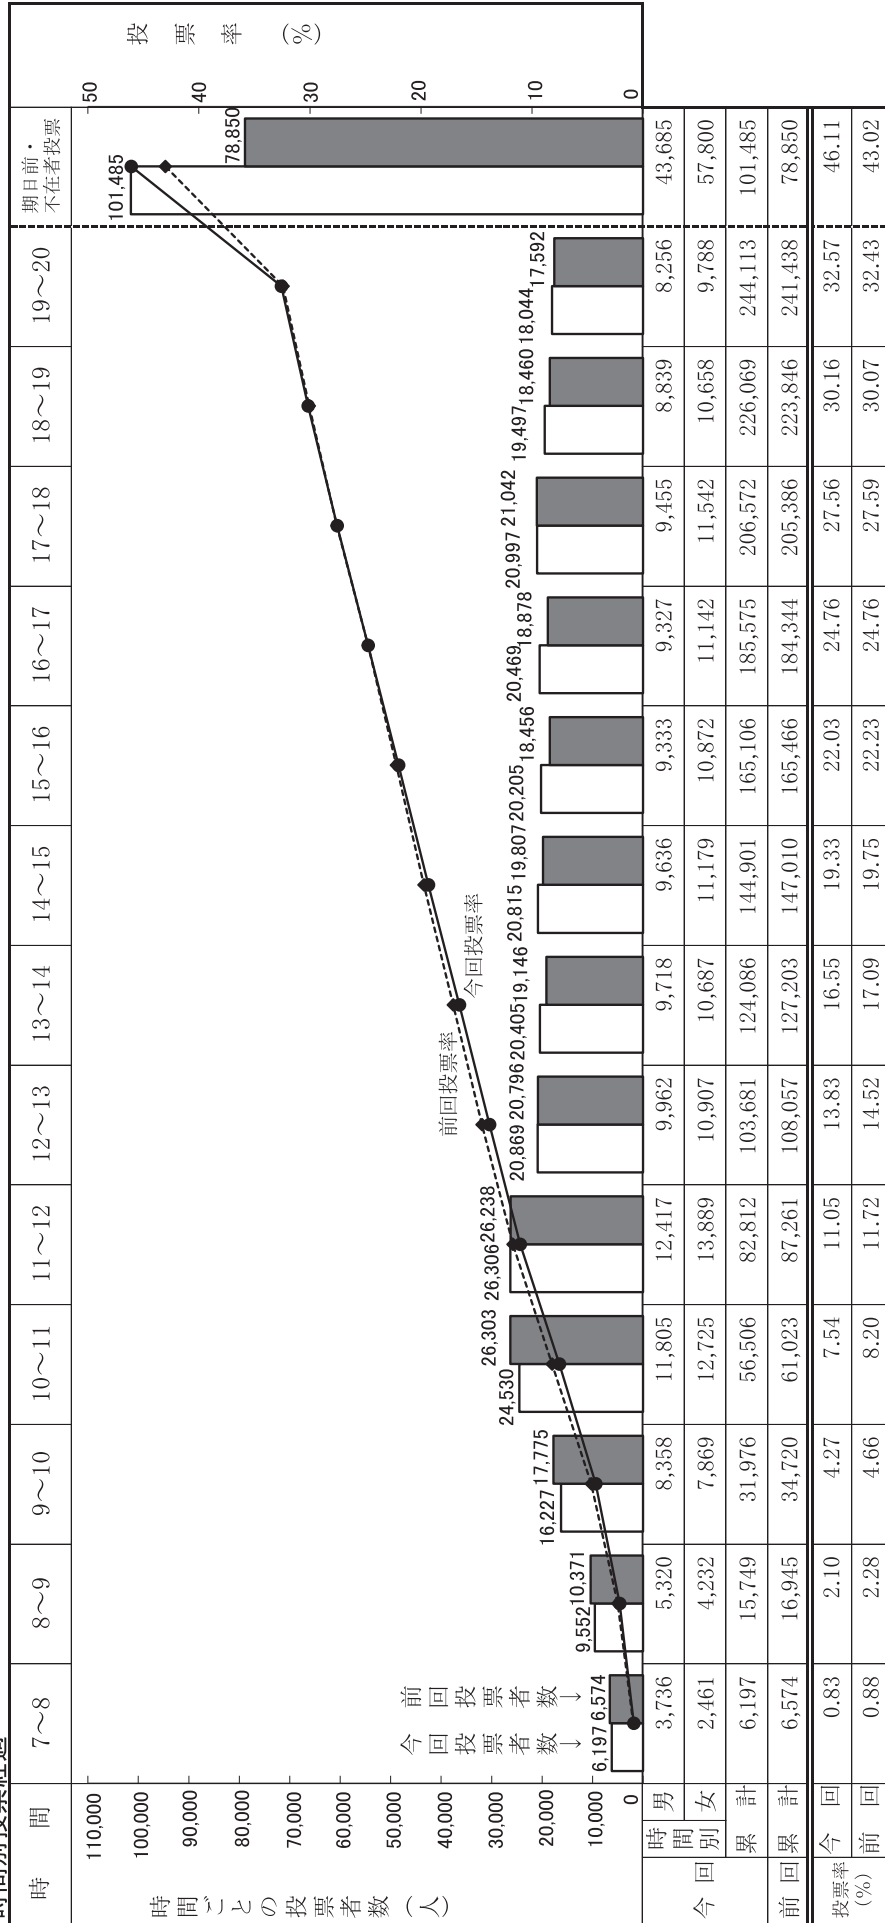 時間別投票経過
時　間 7～8 8～9 9～10 10～11 11～12 12～13 13～14 14～15 15～16 16～17 17～18 18～19 19～20 期日前・不在者投票
時間ごとの投票者数（人）
110,000
100,000
90,000
80,000
70,000
60,000
50,000
40,000
30,000
20,000
10,000
0
投票率（%）
50
40
30
20
10
0
今回投票者数→
前回投票者数→
前回投票率
今回投票率
6,197 6,574
9,552 10,371
16,227 17,775
24,530 26,303
26,306 26,238
20,869 20,796
20,405 19,146
20,815 19,807
20,205 18,456
20,469 18,878
20,997 21,042
19,497 18,460
18,044 17,592
101,485 78,850
今回 時間別 男 3,736 5,320 8,358 11,805 12,417 9,962 9,718 9,636 9,333 9,327 9,455 8,839 8,256 43,685
女 2,461 4,232 7,869 12,725 13,889 10,907 10,687 11,179 10,872 11,142 11,542 10,658 9,788 57,800
累計 6,197 15,749 31,976 56,506 82,812 103,681 124,086 144,901 165,106 185,575 206,572 226,069 244,113 101,485
前回 累計 6,574 16,945 34,720 61,023 87,261 108,057 127,203 147,010 165,466 184,344 205,386 223,846 241,438 78,850
投票率（%） 今回 0.83 2.10 4.27 7.54 11.05 13.83 16.55 19.33 22.03 24.76 27.56 30.16 32.57 46.11
前回 0.88 2.28 4.66 8.20 11.72 14.52 17.09 19.75 22.23 24.76 27.59 30.07 32.43 43.02